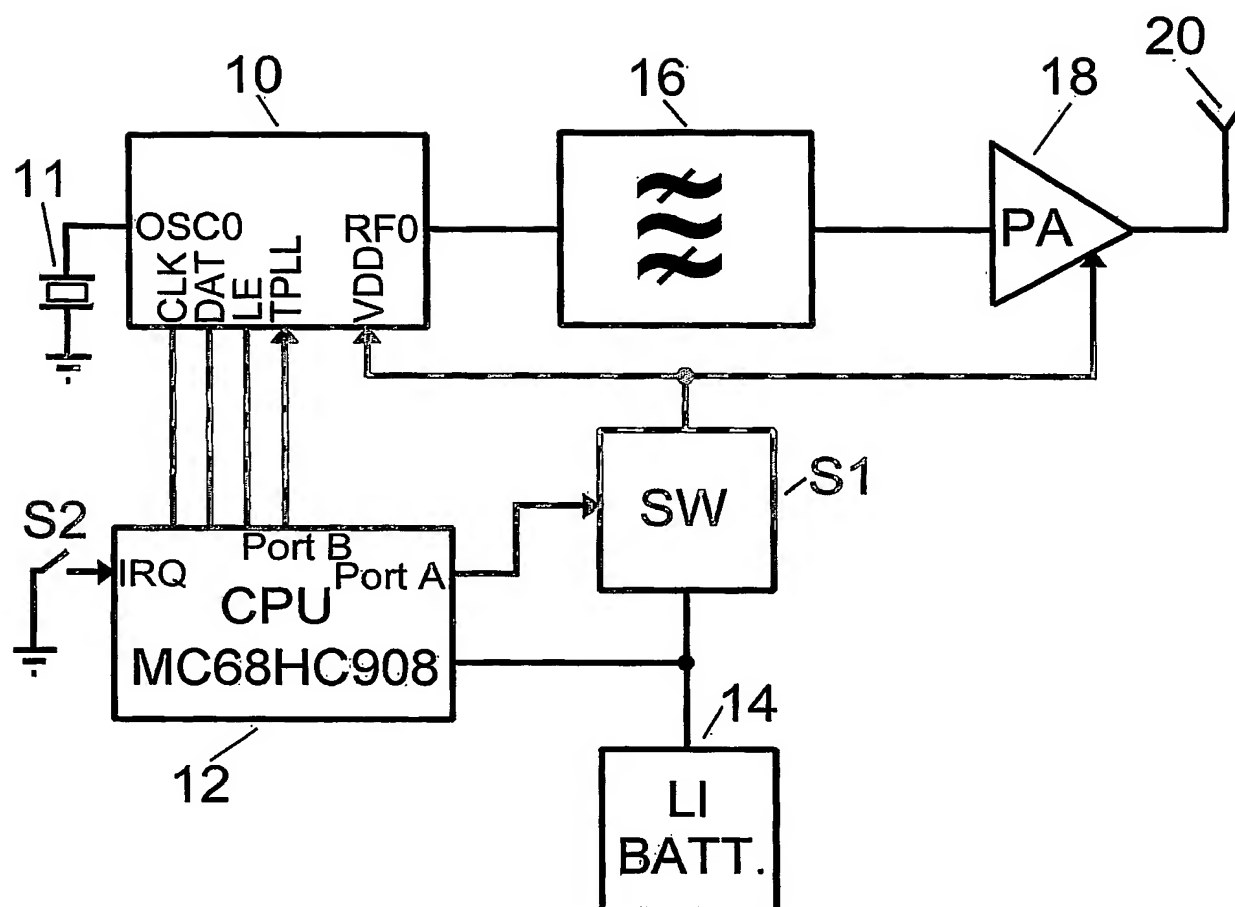 10
16
18
20
11
OSC0
RF0
CLK
DAT
LE
TPLL
VDD
PA
S2
SW
S1
IRQ
Port B
Port A
CPU
MC68HC908
12
14
LI
BATT.